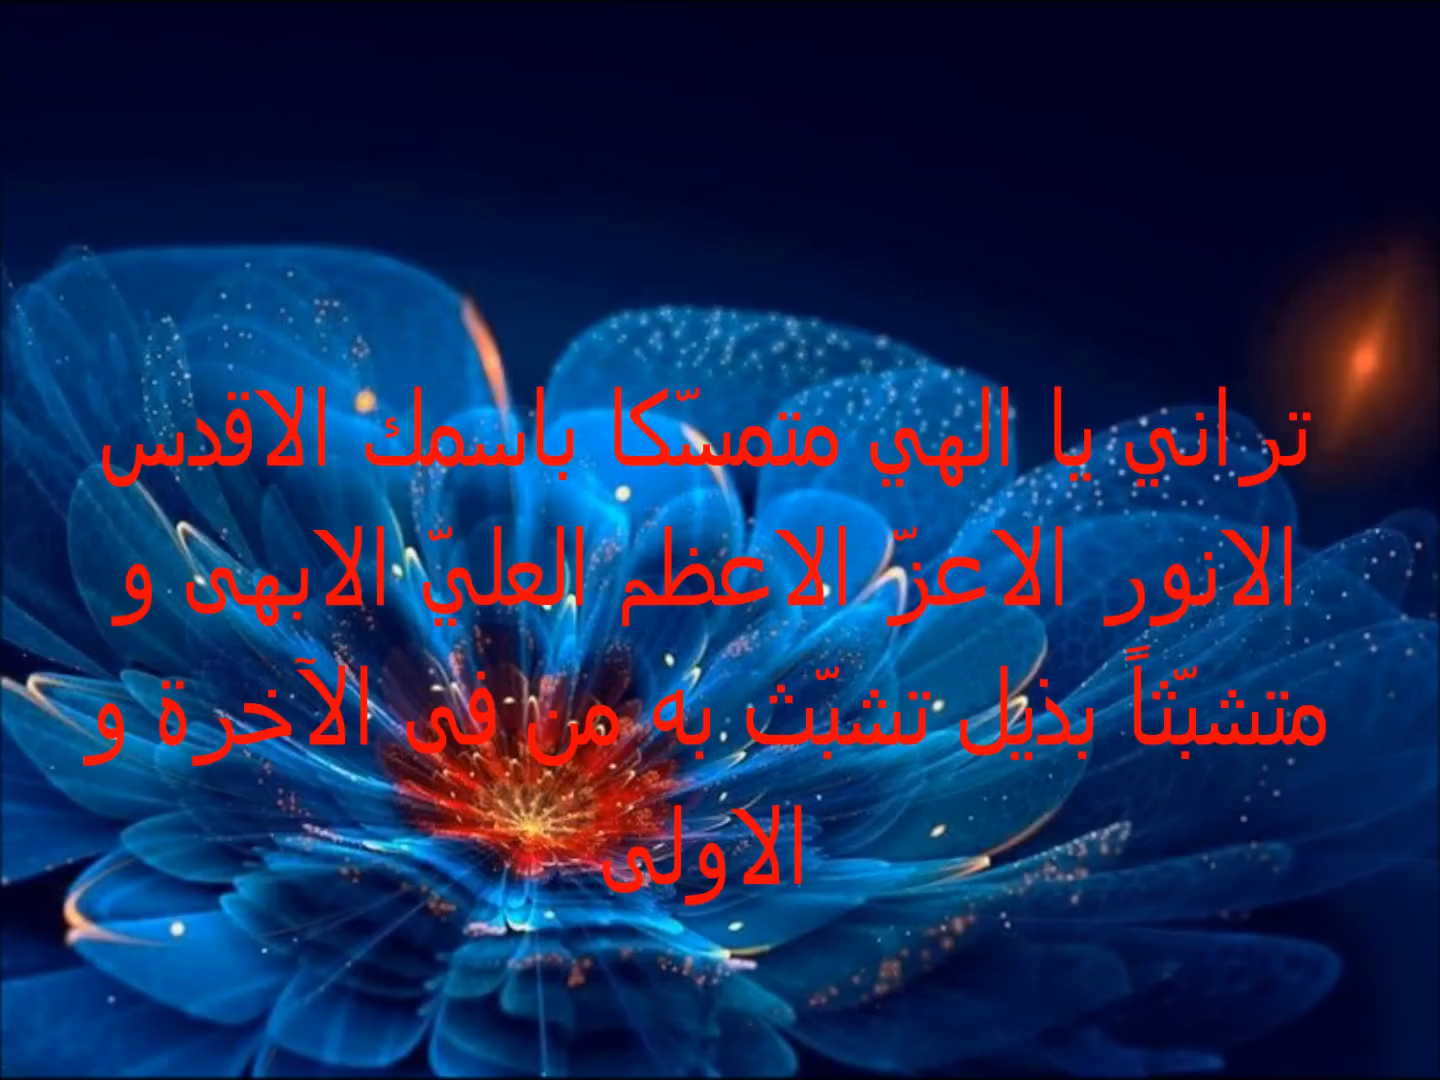 تراني يا الهي متمسّكا باسمك الاقدس
الانور الاعزّ الاعظم العليّ الابهى و
متشبّثاً بذيل تشبّث به من فى الآخرة و
الاولى